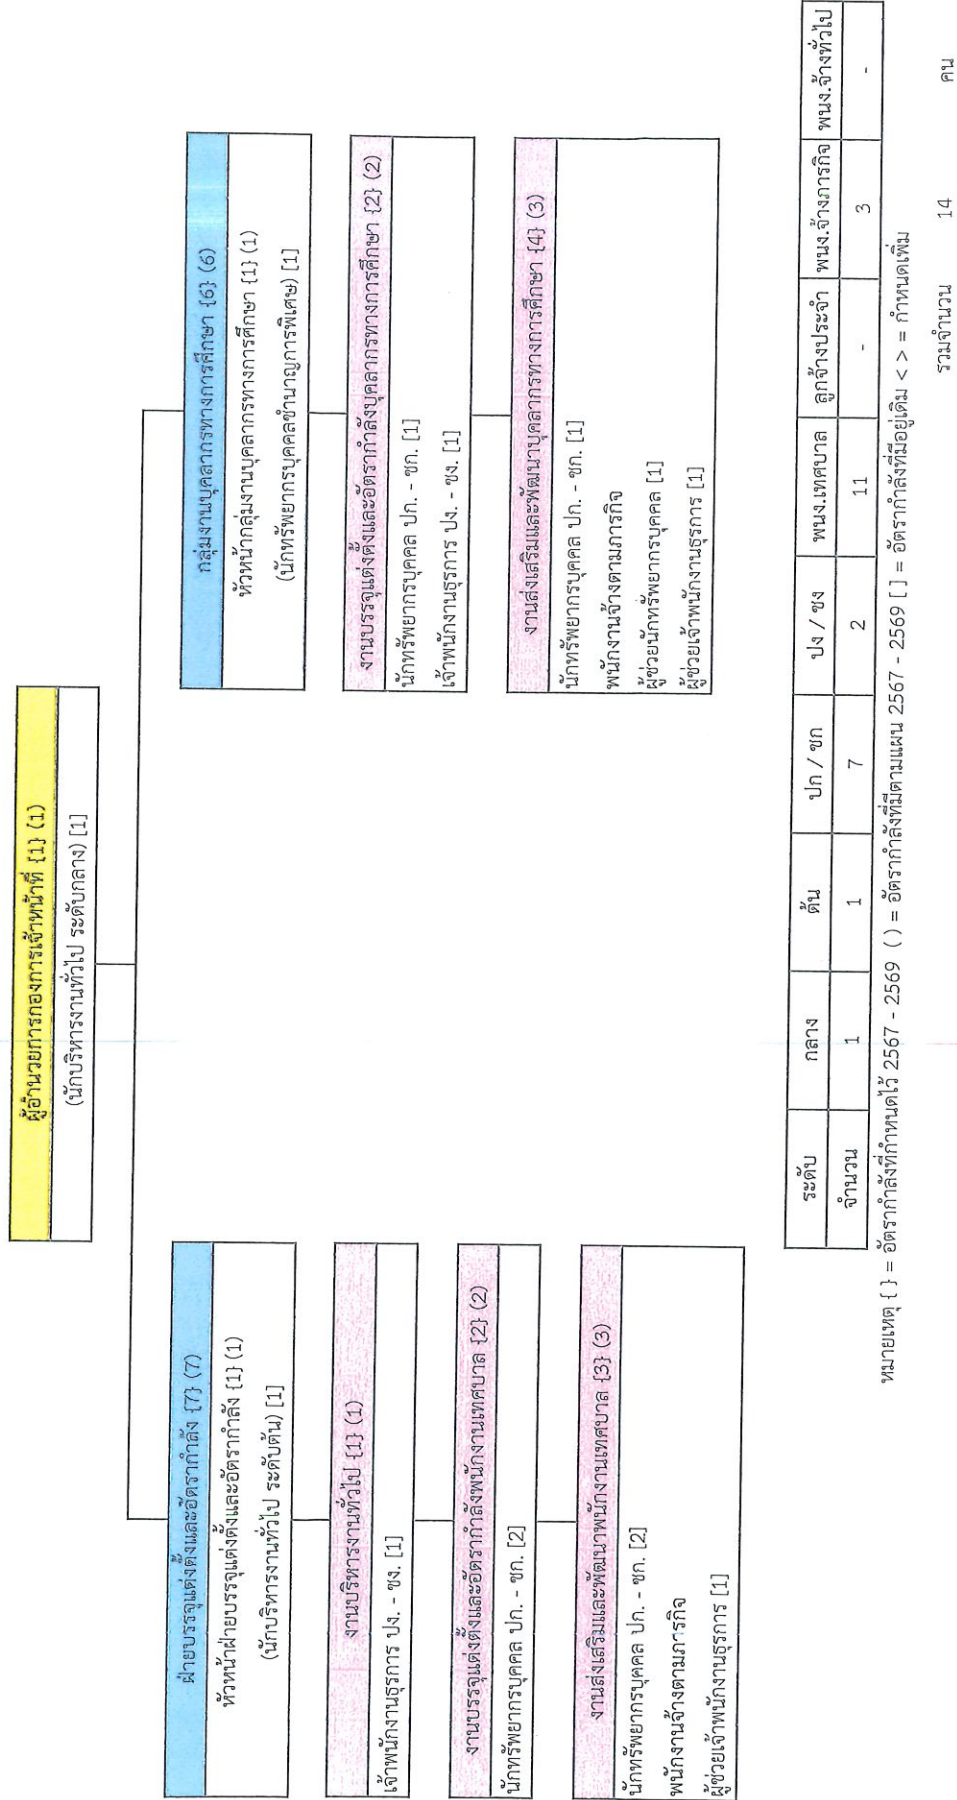 ผู้อำนวยการกองการเจ้าหน้าที่ {1} (1)
(นักบริหารงานทั่วไป ระดับกลาง) [1]
ฝ่ายบรรจุแต่งตั้งและอัตรากำลัง {7} (7)
หัวหน้าฝ่ายบรรจุแต่งตั้งและอัตรากำลัง {1} (1)
(นักบริหารงานทั่วไป ระดับต้น) [1]
งานบริหารงานทั่วไป {1} (1)
เจ้าพนักงานธุรการ ปง. - ชง. [1]
งานบรรจุแต่งตั้งและอัตรากำลังพนักงานเทศบาล {2} (2)
นักทรัพยากรบุคคล ปก. - ชก. [2]
งานส่งเสริมและพัฒนาพนักงานเทศบาล {3} (3)
นักทรัพยากรบุคคล ปก. - ชก. [2]
พนักงานจ้างตามภารกิจ
ผู้ช่วยเจ้าพนักงานธุรการ [1]
กลุ่มงานบุคลากรทางการศึกษา {6} (6)
หัวหน้ากลุ่มงานบุคลากรทางการศึกษา {1} (1)
(นักทรัพยากรบุคคลชำนาญการพิเศษ) [1]
งานบรรจุแต่งตั้งและอัตรากำลังบุคลากรทางการศึกษา {2} (2)
นักทรัพยากรบุคคล ปก. - ชก. [1]
เจ้าพนักงานธุรการ ปง. - ชง. [1]
งานส่งเสริมและพัฒนาบุคลากรทางการศึกษา {4} (3)
นักทรัพยากรบุคคล ปก. - ชก. [1]
พนักงานจ้างตามภารกิจ
ผู้ช่วยนักทรัพยากรบุคคล [1]
ผู้ช่วยเจ้าพนักงานธุรการ [1]
ระดับ กลาง ต้น ปก / ชก ปง / ชง พนง.เทศบาล ลูกจ้างประจำ พนง.จ้างภารกิจ พนง.จ้างทั่วไป
จำนวน 1 1 7 2 11 - 3 -
หมายเหตุ { } = อัตรากำลังที่กำหนดไว้ 2567 - 2569 ( ) = อัตรากำลังที่มีตามแผน 2567 - 2569 [ ] = อัตรากำลังที่มีอยู่เดิม < > = กำหนดเพิ่ม
รวมจำนวน 14 คน